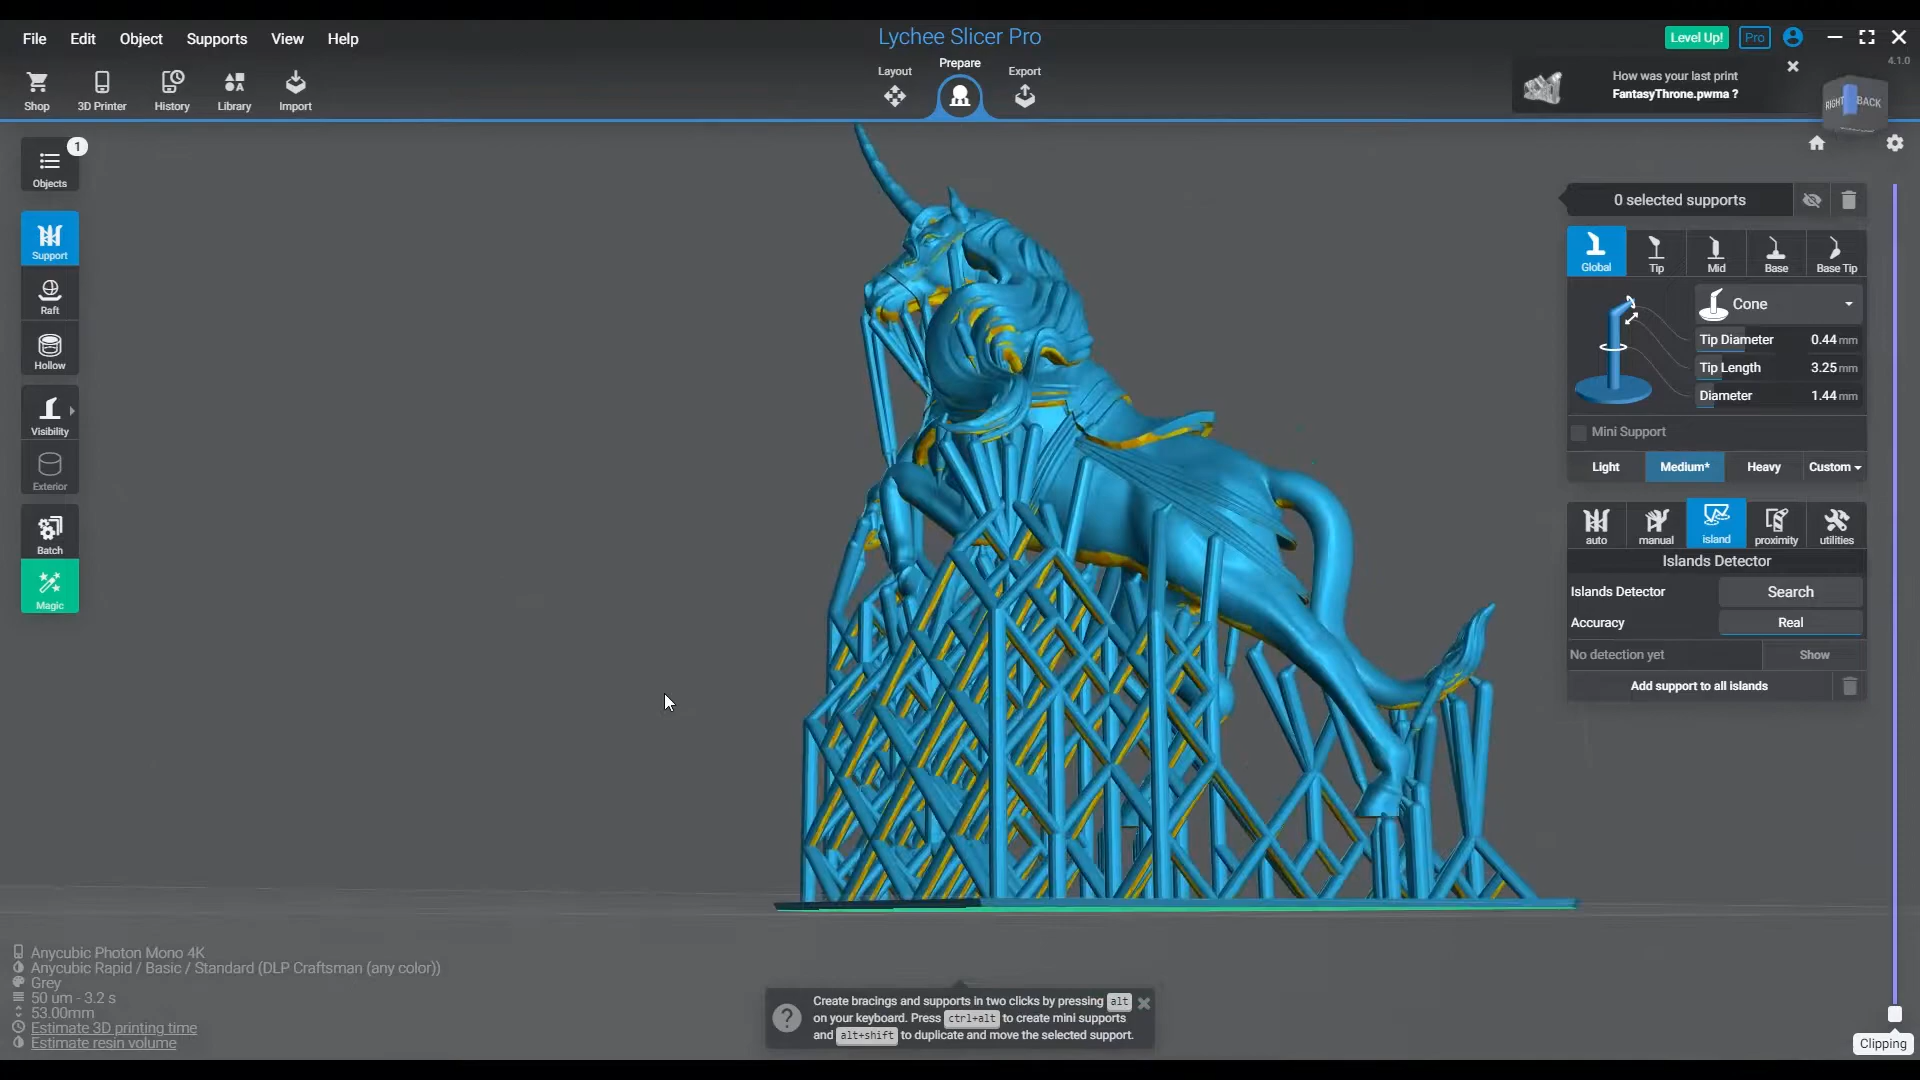 File Edit Object Supports View Help
Lychee Slicer Pro
Level Up! Pro
4.1.0
Shop 3D Printer History Library Import
Layout Prepare Export
How was your last print
FantasyThrone.pwma ?
RIGHT BACK
1
Objects
Support
Raft
Hollow
Visibility
Exterior
Batch
Magic
0 selected supports
Global Tip Mid Base Base Tip
Cone
Tip Diameter 0.44 mm
Tip Length 3.25 mm
Diameter 1.44 mm
Mini Support
Light Medium* Heavy Custom
auto manual island proximity utilities
Islands Detector
Islands Detector Search
Accuracy Real
No detection yet Show
Add support to all islands
Anycubic Photon Mono 4K
Anycubic Rapid / Basic / Standard (DLP Craftsman (any color))
Grey
50 um - 3.2 s
53.00mm
Estimate 3D printing time
Estimate resin volume
? Create bracings and supports in two clicks by pressing alt
on your keyboard. Press ctrl+alt to create mini supports
and alt+shift to duplicate and move the selected support.
Clipping